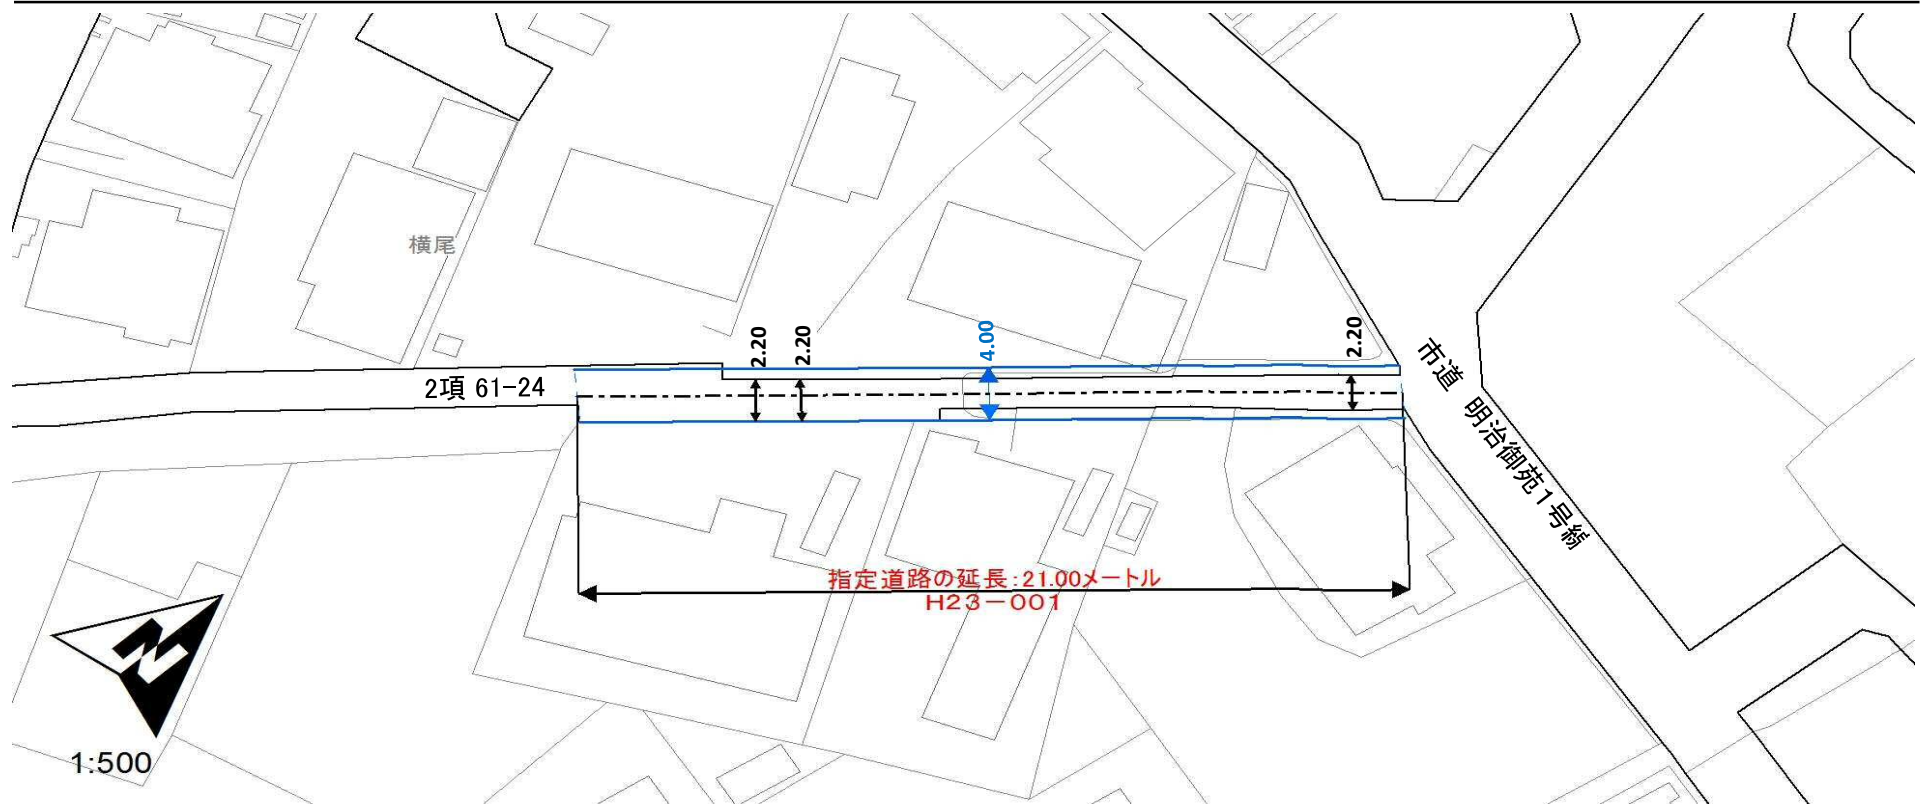 横尾
2.20
2.20
4.00
2.20
2項 61-24
市道 明治御苑1号線
指定道路の延長:21.00メートル
H23-001
N
1:500